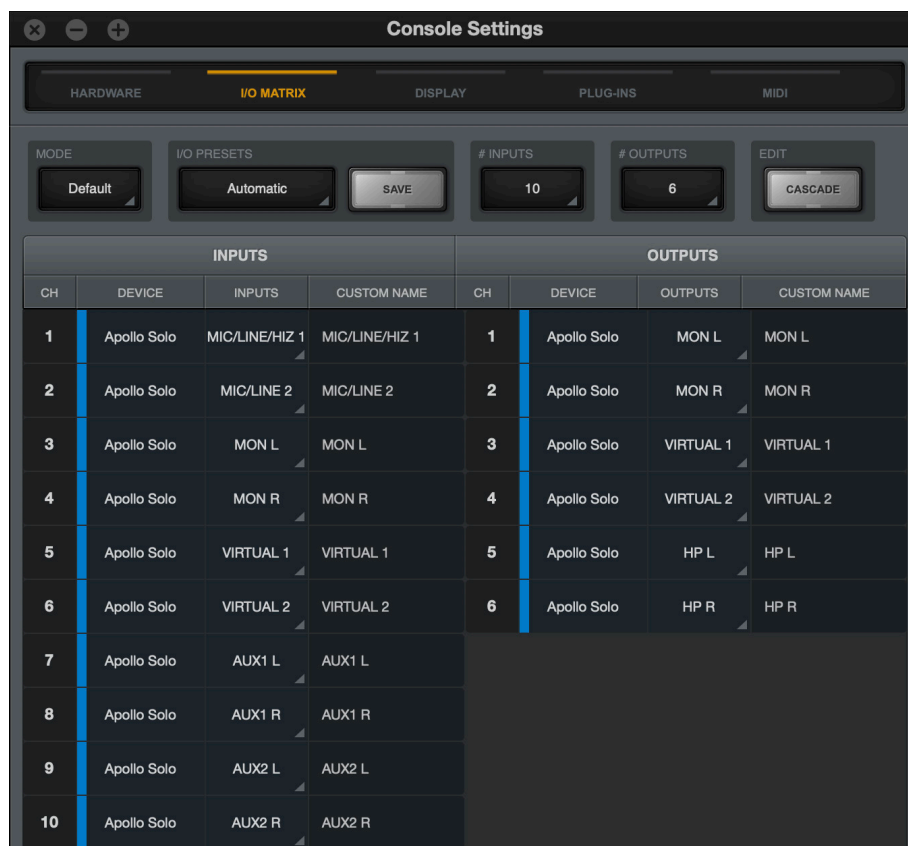 Console Settings
HARDWARE I/O MATRIX DISPLAY PLUG-INS MIDI
MODE I/O PRESETS # INPUTS # OUTPUTS EDIT
Default Automatic SAVE 10 6 CASCADE
INPUTS OUTPUTS
CH DEVICE INPUTS CUSTOM NAME CH DEVICE OUTPUTS CUSTOM NAME
1 Apollo Solo MIC/LINE/HIZ 1 MIC/LINE/HIZ 1 1 Apollo Solo MON L MON L
2 Apollo Solo MIC/LINE 2 MIC/LINE 2 2 Apollo Solo MON R MON R
3 Apollo Solo MON L MON L 3 Apollo Solo VIRTUAL 1 VIRTUAL 1
4 Apollo Solo MON R MON R 4 Apollo Solo VIRTUAL 2 VIRTUAL 2
5 Apollo Solo VIRTUAL 1 VIRTUAL 1 5 Apollo Solo HP L HP L
6 Apollo Solo VIRTUAL 2 VIRTUAL 2 6 Apollo Solo HP R HP R
7 Apollo Solo AUX1 L AUX1 L
8 Apollo Solo AUX1 R AUX1 R
9 Apollo Solo AUX2 L AUX2 L
10 Apollo Solo AUX2 R AUX2 R